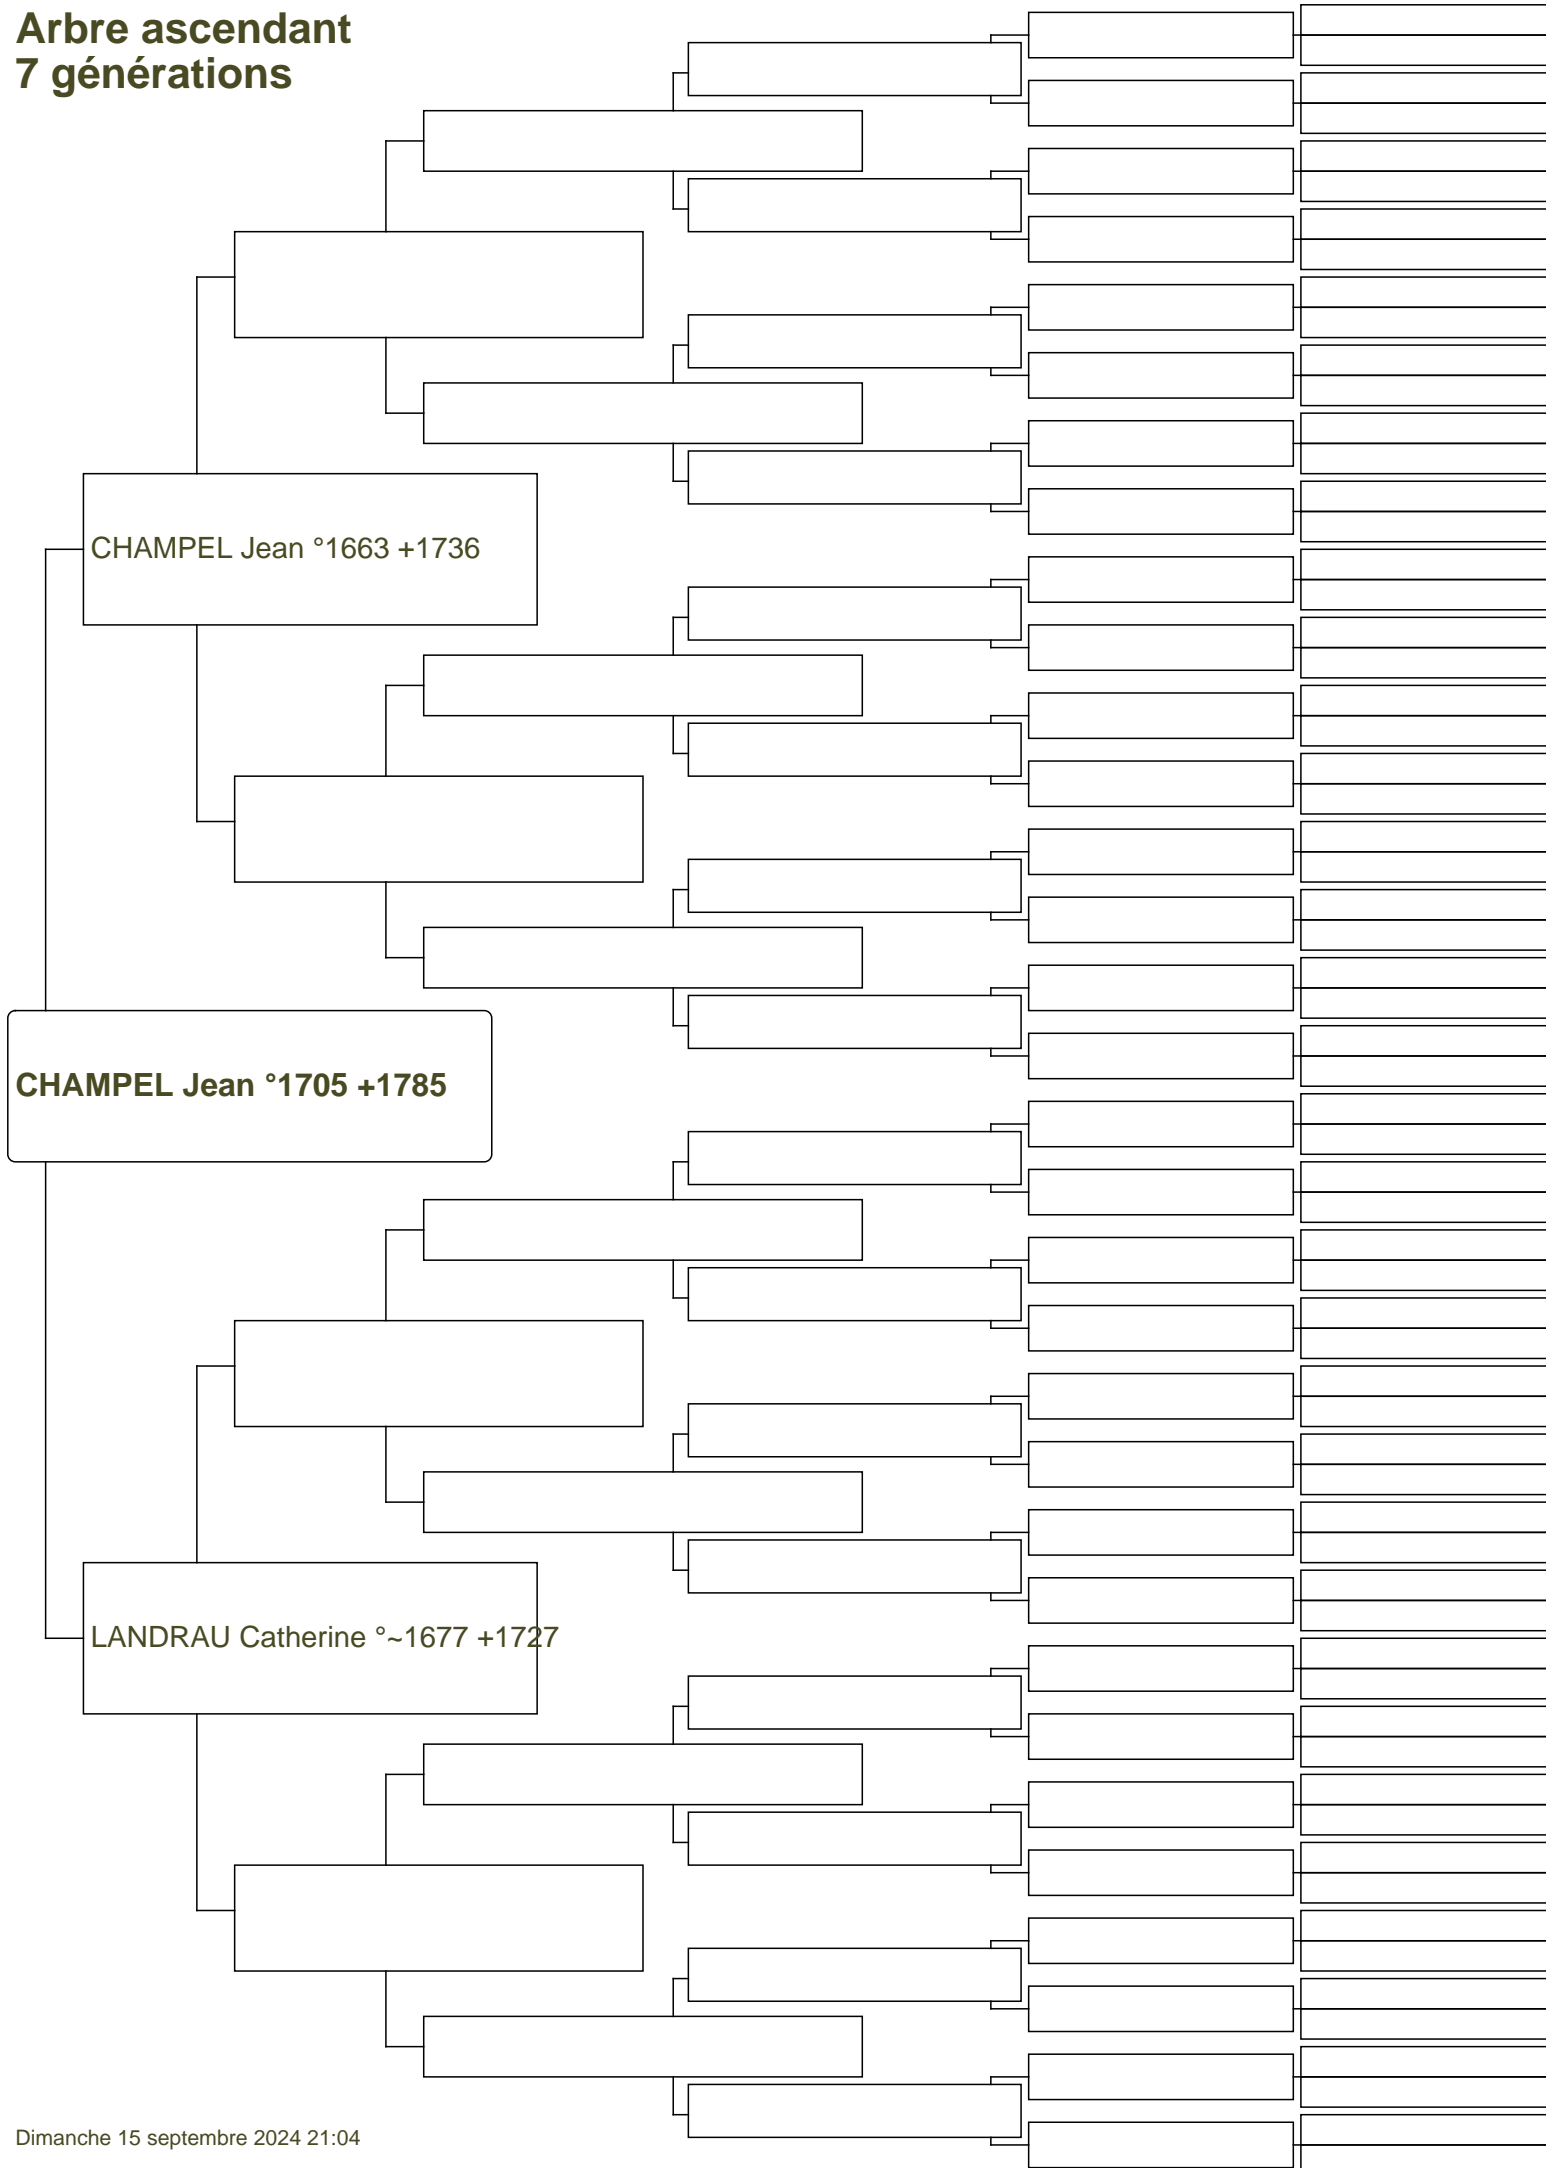 Arbre ascendant
7 générations
CHAMPEL Jean °1663 +1736
CHAMPEL Jean °1705 +1785
LANDRAU Catherine °~1677 +1727
Dimanche 15 septembre 2024 21:04